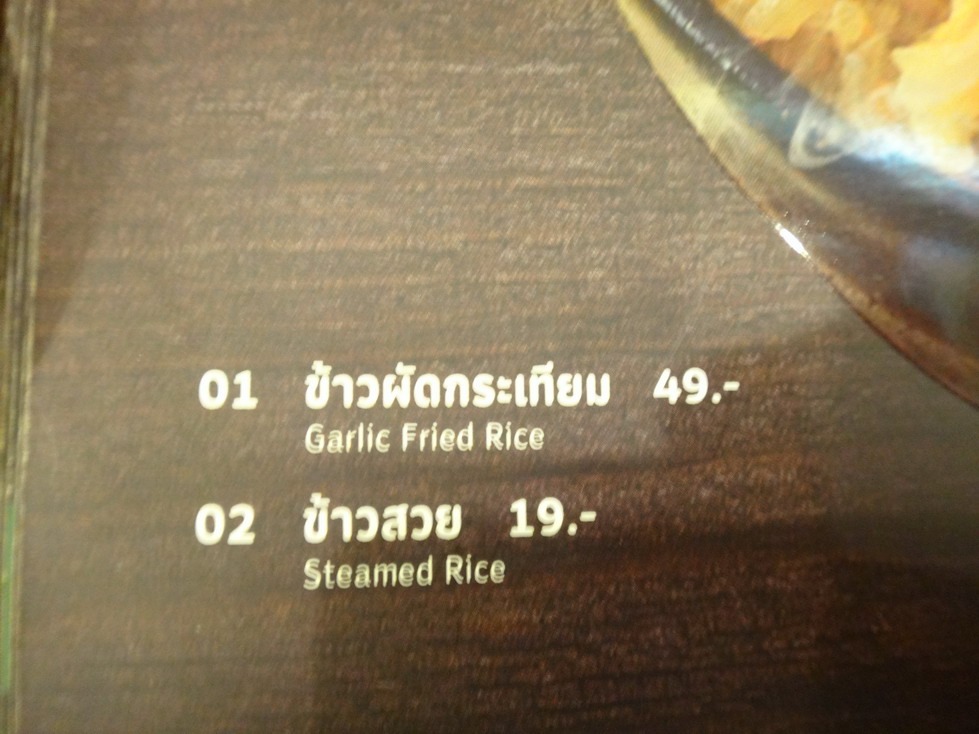 01 ข้าวผัดกระเทียม 49.-
Garlic Fried Rice
02 ข้าวสวย 19.-
Steamed Rice